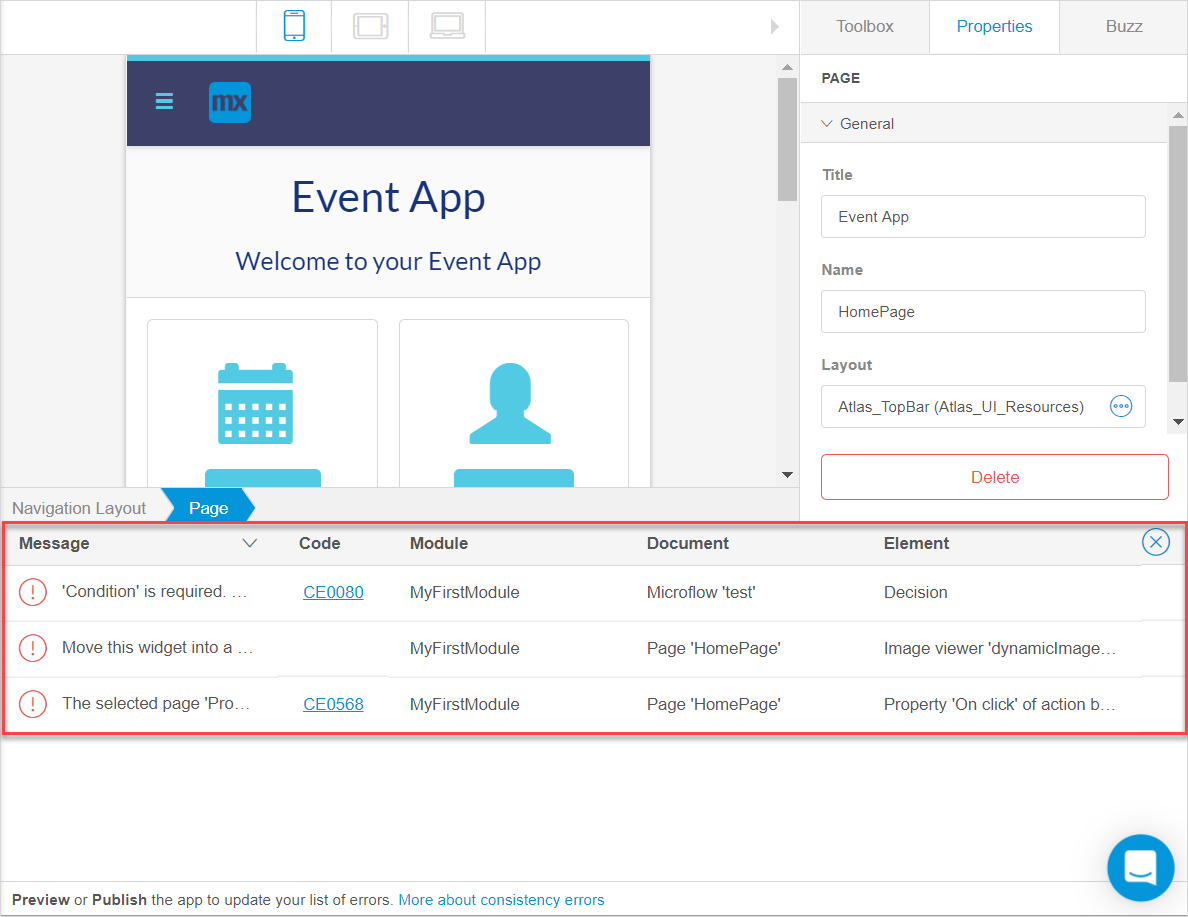 Toolbox
Properties
Buzz
mx
Event App
Welcome to your Event App
PAGE
General
Title
Event App
Name
HomePage
Layout
Atlas_TopBar (Atlas_UI_Resources)
Delete
Navigation Layout
Page
Message Code Module Document Element
'Condition' is required. … CE0080 MyFirstModule Microflow 'test' Decision
Move this widget into a … MyFirstModule Page 'HomePage' Image viewer 'dynamicImage…
The selected page 'Pro… CE0568 MyFirstModule Page 'HomePage' Property 'On click' of action b…
Preview or Publish the app to update your list of errors. More about consistency errors